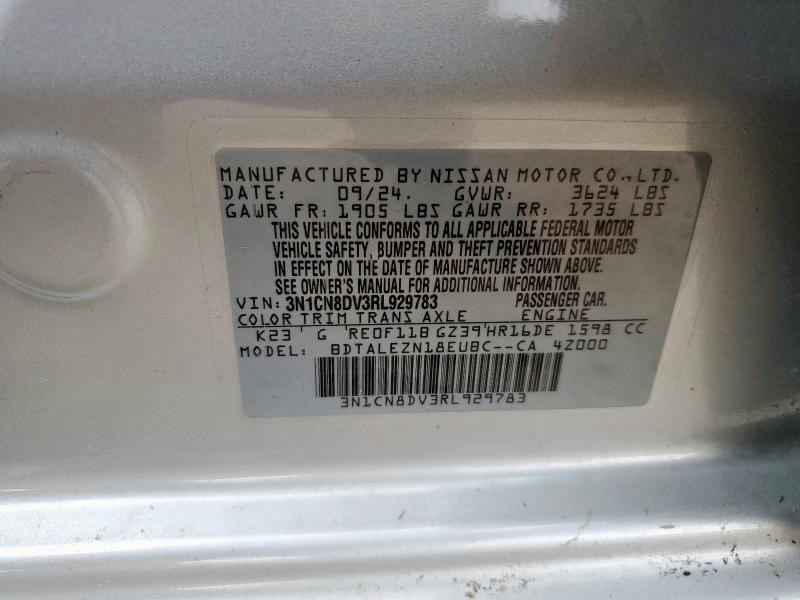 MANUFACTURED BY NISSAN MOTOR CO., LTD.
DATE: 09/24. GVWR: 3624 LBS
GAWR FR: 1905 LBS GAWR RR: 1735 LBS
THIS VEHICLE CONFORMS TO ALL APPLICABLE FEDERAL MOTOR
VEHICLE SAFETY, BUMPER AND THEFT PREVENTION STANDARDS
IN EFFECT ON THE DATE OF MANUFACTURE SHOWN ABOVE.
SEE OWNER'S MANUAL FOR ADDITIONAL INFORMATION.
VIN: 3N1CN8DV3RL929783 PASSENGER CAR.
COLOR TRIM TRANS AXLE ENGINE
K23 G RE0F11B GZ39 HR16DE 1598 CC
MODEL: BDTALEZN18EUBC--CA 4Z000
3N1CN8DV3RL929783